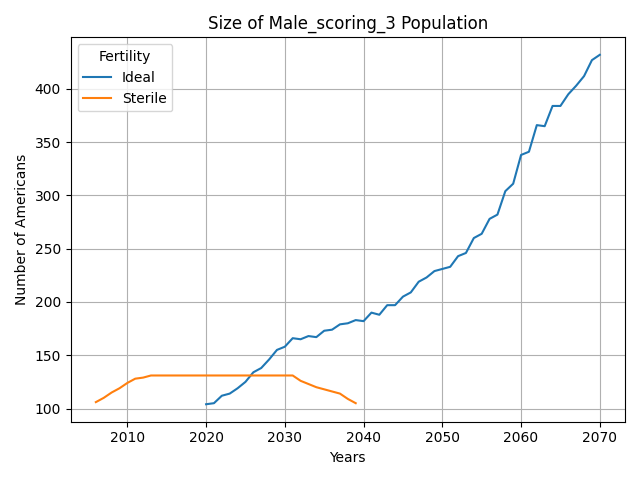 Size of Male_scoring_3 Population
Fertility
Ideal
Sterile
Number of Americans
400
350
300
250
200
150
100
2010
2020
2030
2040
2050
2060
2070
Years